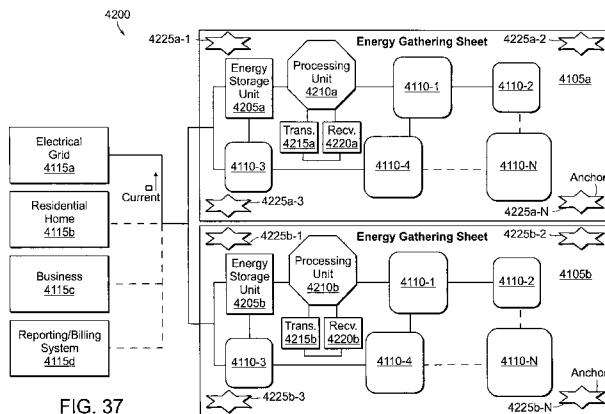 4200
4225a-1
Energy Gathering Sheet
4225a-2
Energy Storage Unit 4205a
Processing Unit 4210a
4110-1
4110-2
4105a
Trans. 4215a
Recv. 4220a
4110-3
4110-4
4110-N
Anchor
4225a-3
4225a-N
Electrical Grid 4115a
Current
Residential Home 4115b
Business 4115c
Reporting/Billing System 4115d
4225b-1
Energy Gathering Sheet
4225b-2
Energy Storage Unit 4205b
Processing Unit 4210b
4110-1
4110-2
4105b
Trans. 4215b
Recv. 4220b
4110-3
4110-4
4110-N
Anchor
4225b-3
4225b-N
FIG. 37